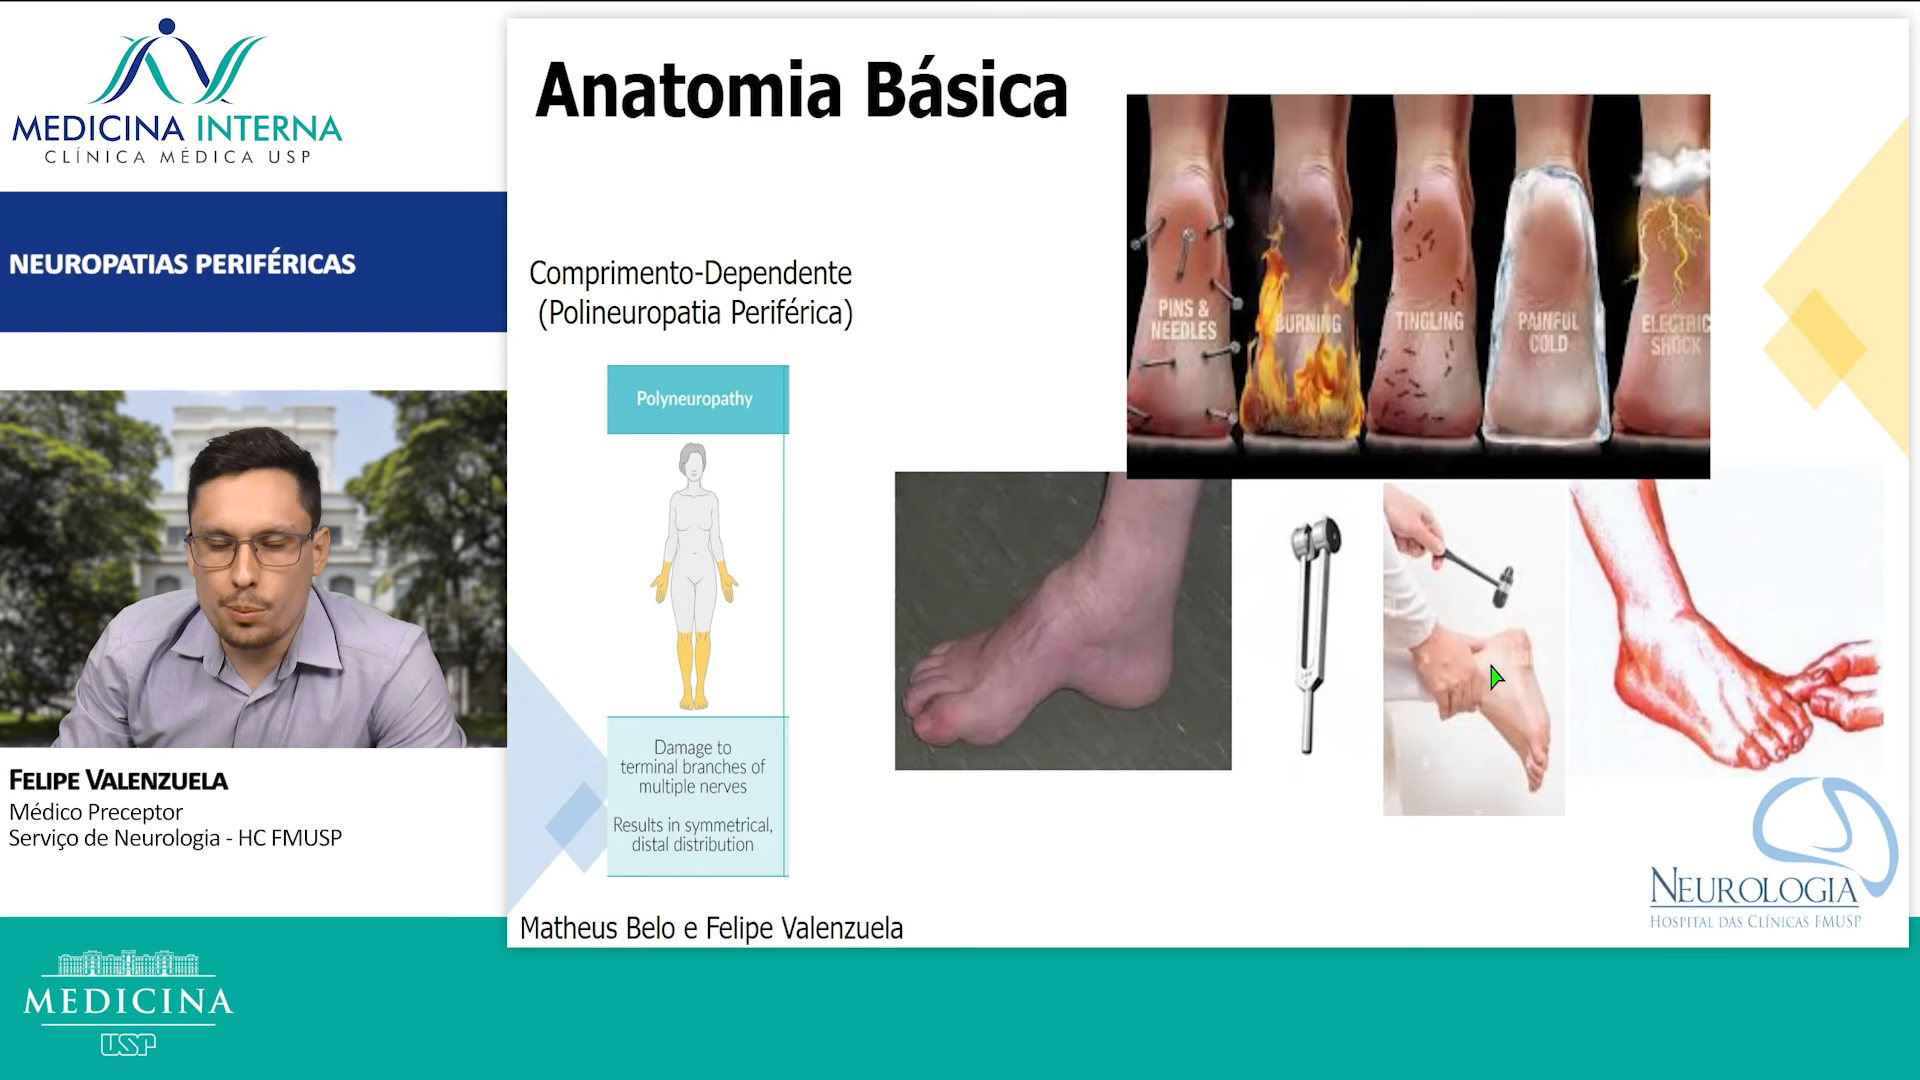 MEDICINA INTERNA
CLÍNICA MÉDICA USP
NEUROPATIAS PERIFÉRICAS
FELIPE VALENZUELA
Médico Preceptor
Serviço de Neurologia - HC FMUSP
MEDICINA
USP
Anatomia Básica
Comprimento-Dependente
(Polineuropatia Periférica)
Polyneuropathy
Damage to
terminal branches of
multiple nerves
Results in symmetrical,
distal distribution
PINS &
NEEDLES
BURNING
TINGLING
PAINFUL
COLD
ELECTRIC
SHOCK
Matheus Belo e Felipe Valenzuela
NEUROLOGIA
HOSPITAL DAS CLÍNICAS FMUSP